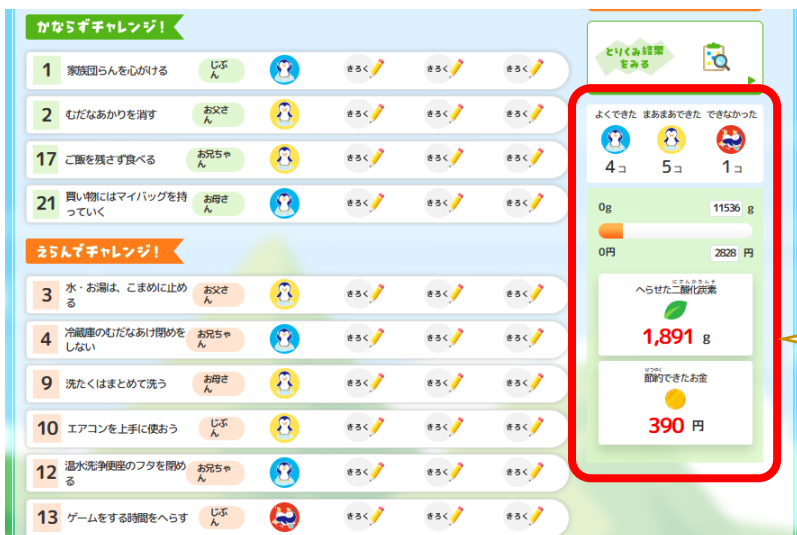 かならずチャレンジ！
1 家族団らんを心がける じぶ
ん きろく きろく きろく
2 むだなあかりを消す お父さ
ん きろく きろく きろく
17 ご飯を残さず食べる お兄ちゃ
ん きろく きろく きろく
21 買い物にはマイバッグを持
っていく お母さ
ん きろく きろく きろく
えらんでチャレンジ！
3 水・お湯は、こまめに止め
る お父さ
ん きろく きろく きろく
4 冷蔵庫のむだなあけ閉めを
しない お兄ちゃ
ん きろく きろく きろく
9 洗たくはまとめて洗う お母さ
ん きろく きろく きろく
10 エアコンを上手に使おう じぶ
ん きろく きろく きろく
12 温水洗浄便座のフタを閉め
る お兄ちゃ
ん きろく きろく きろく
13 ゲームをする時間をへらす じぶ
ん きろく きろく きろく
とりくみ結果
をみる
よくできた まあまあできた できなかった
4コ 5コ 1コ
0g 11536 g
0円 2828 円
にさんかたんそ
へらせた二酸化炭素
1,891 g
せつやく
節約できたお金
390 円